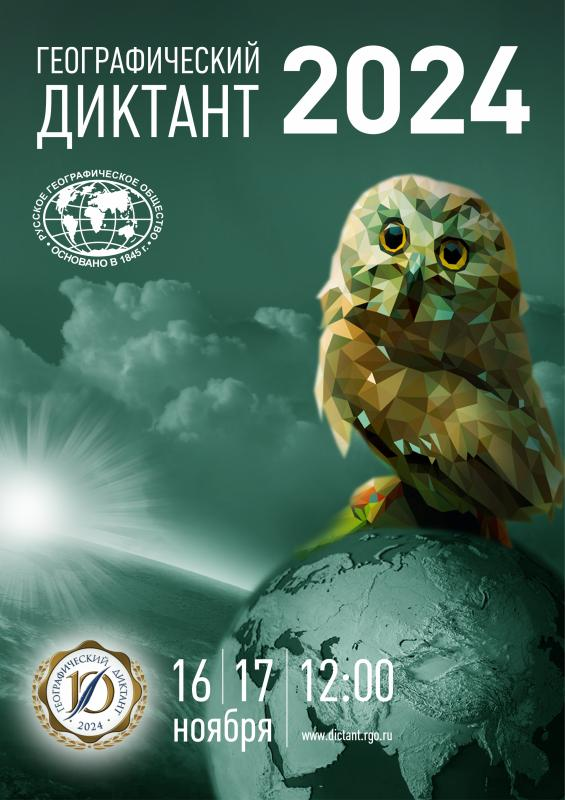 ГЕОГРАФИЧЕСКИЙ
ДИКТАНТ
2024
РУССКОЕ ГЕОГРАФИЧЕСКОЕ ОБЩЕСТВО
• ОСНОВАНО В 1845 г. •
ГЕОГРАФИЧЕСКИЙ ДИКТАНТ
10
• 2024 •
16 | 17 | 12:00
ноября | www.dictant.rgo.ru